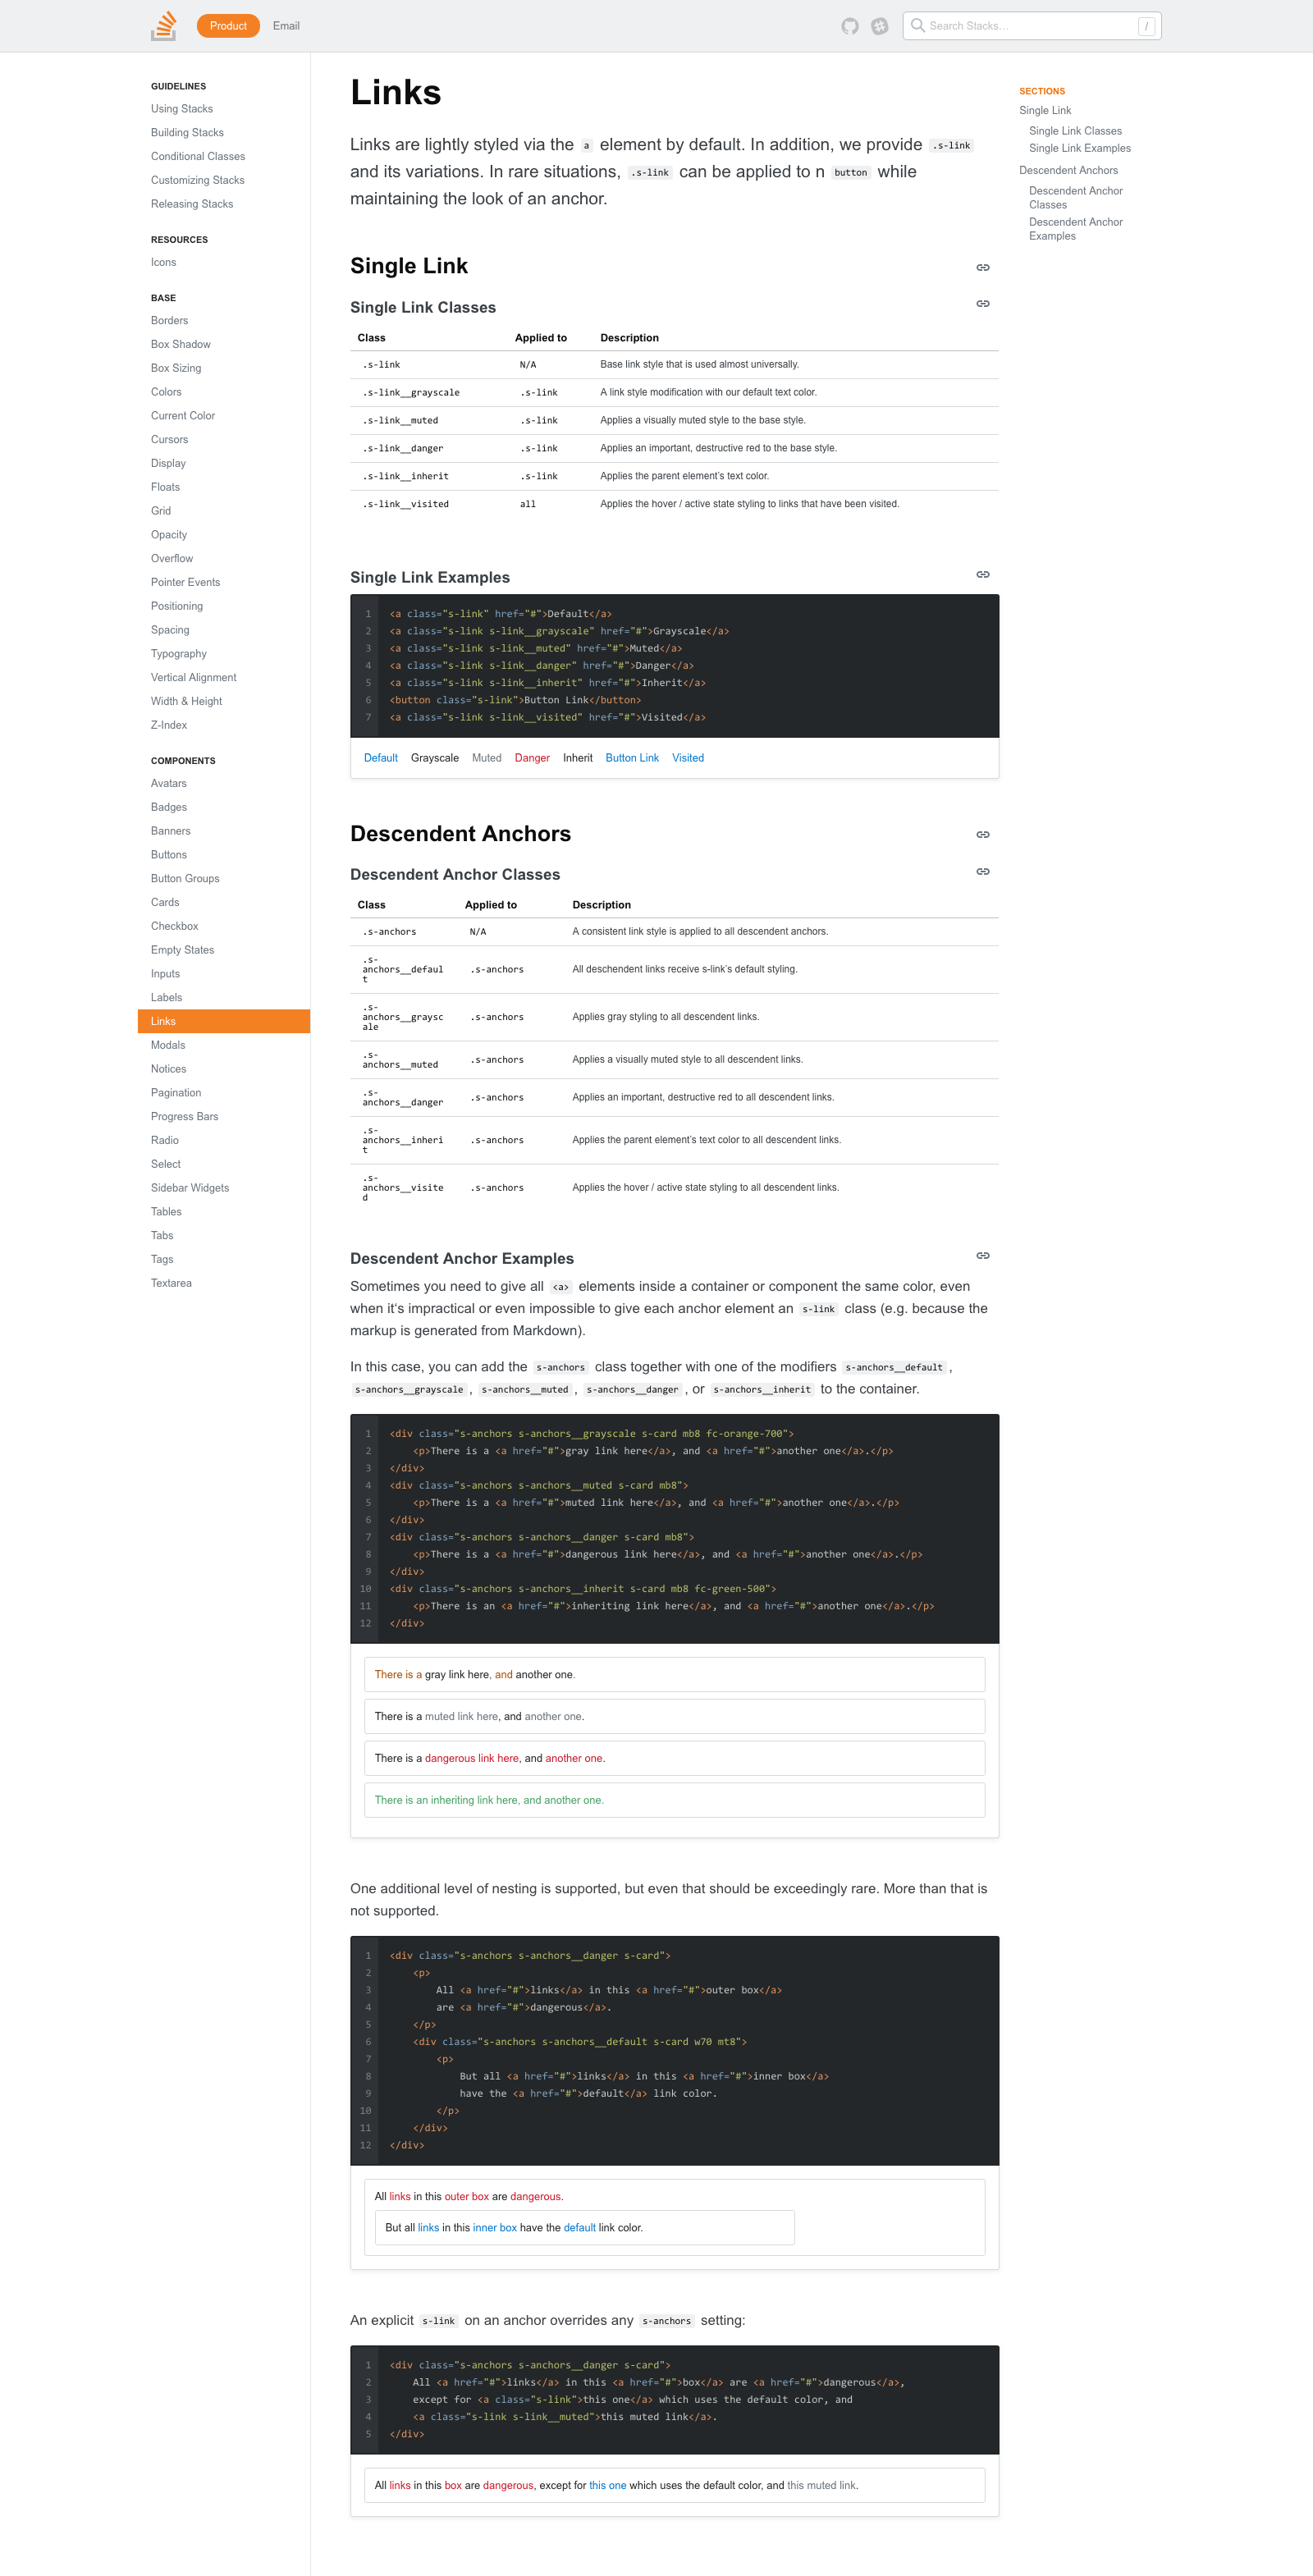 Product
Email
Search Stacks…
/
GUIDELINES
Using Stacks
Building Stacks
Conditional Classes
Customizing Stacks
Releasing Stacks
RESOURCES
Icons
BASE
Borders
Box Shadow
Box Sizing
Colors
Current Color
Cursors
Display
Floats
Grid
Opacity
Overflow
Pointer Events
Positioning
Spacing
Typography
Vertical Alignment
Width & Height
Z-Index
COMPONENTS
Avatars
Badges
Banners
Buttons
Button Groups
Cards
Checkbox
Empty States
Inputs
Labels
Links
Modals
Notices
Pagination
Progress Bars
Radio
Select
Sidebar Widgets
Tables
Tabs
Tags
Textarea
Links
Links are lightly styled via the a element by default. In addition, we provide .s-link
and its variations. In rare situations, .s-link can be applied to n button while
maintaining the look of an anchor.
Single Link
Single Link Classes
Class Applied to Description
.s-link N/A Base link style that is used almost universally.
.s-link__grayscale .s-link A link style modification with our default text color.
.s-link__muted .s-link Applies a visually muted style to the base style.
.s-link__danger .s-link Applies an important, destructive red to the base style.
.s-link__inherit .s-link Applies the parent element’s text color.
.s-link__visited all Applies the hover / active state styling to links that have been visited.
Single Link Examples
1 <a class="s-link" href="#">Default</a>
2 <a class="s-link s-link__grayscale" href="#">Grayscale</a>
3 <a class="s-link s-link__muted" href="#">Muted</a>
4 <a class="s-link s-link__danger" href="#">Danger</a>
5 <a class="s-link s-link__inherit" href="#">Inherit</a>
6 <button class="s-link">Button Link</button>
7 <a class="s-link s-link__visited" href="#">Visited</a>
Default Grayscale Muted Danger Inherit Button Link Visited
Descendent Anchors
Descendent Anchor Classes
Class Applied to Description
.s-anchors N/A A consistent link style is applied to all descendent anchors.
.s-
anchors__defaul
t
.s-anchors All deschendent links receive s-link’s default styling.
.s-
anchors__graysc
ale
.s-anchors Applies gray styling to all descendent links.
.s-
anchors__muted
.s-anchors Applies a visually muted style to all descendent links.
.s-
anchors__danger
.s-anchors Applies an important, destructive red to all descendent links.
.s-
anchors__inheri
t
.s-anchors Applies the parent element’s text color to all descendent links.
.s-
anchors__visite
d
.s-anchors Applies the hover / active state styling to all descendent links.
Descendent Anchor Examples
Sometimes you need to give all <a> elements inside a container or component the same color, even
when it‘s impractical or even impossible to give each anchor element an s-link class (e.g. because the
markup is generated from Markdown).
In this case, you can add the s-anchors class together with one of the modifiers s-anchors__default,
s-anchors__grayscale, s-anchors__muted, s-anchors__danger, or s-anchors__inherit to the container.
1 <div class="s-anchors s-anchors__grayscale s-card mb8 fc-orange-700">
2 <p>There is a <a href="#">gray link here</a>, and <a href="#">another one</a>.</p>
3 </div>
4 <div class="s-anchors s-anchors__muted s-card mb8">
5 <p>There is a <a href="#">muted link here</a>, and <a href="#">another one</a>.</p>
6 </div>
7 <div class="s-anchors s-anchors__danger s-card mb8">
8 <p>There is a <a href="#">dangerous link here</a>, and <a href="#">another one</a>.</p>
9 </div>
10 <div class="s-anchors s-anchors__inherit s-card mb8 fc-green-500">
11 <p>There is an <a href="#">inheriting link here</a>, and <a href="#">another one</a>.</p>
12 </div>
There is a gray link here, and another one.
There is a muted link here, and another one.
There is a dangerous link here, and another one.
There is an inheriting link here, and another one.
One additional level of nesting is supported, but even that should be exceedingly rare. More than that is
not supported.
1 <div class="s-anchors s-anchors__danger s-card">
2 <p>
3 All <a href="#">links</a> in this <a href="#">outer box</a>
4 are <a href="#">dangerous</a>.
5 </p>
6 <div class="s-anchors s-anchors__default s-card w70 mt8">
7 <p>
8 But all <a href="#">links</a> in this <a href="#">inner box</a>
9 have the <a href="#">default</a> link color.
10 </p>
11 </div>
12 </div>
All links in this outer box are dangerous.
But all links in this inner box have the default link color.
An explicit s-link on an anchor overrides any s-anchors setting:
1 <div class="s-anchors s-anchors__danger s-card">
2 All <a href="#">links</a> in this <a href="#">box</a> are <a href="#">dangerous</a>,
3 except for <a class="s-link">this one</a> which uses the default color, and
4 <a class="s-link s-link__muted">this muted link</a>.
5 </div>
All links in this box are dangerous, except for this one which uses the default color, and this muted link.
SECTIONS
Single Link
Single Link Classes
Single Link Examples
Descendent Anchors
Descendent Anchor
Classes
Descendent Anchor
Examples